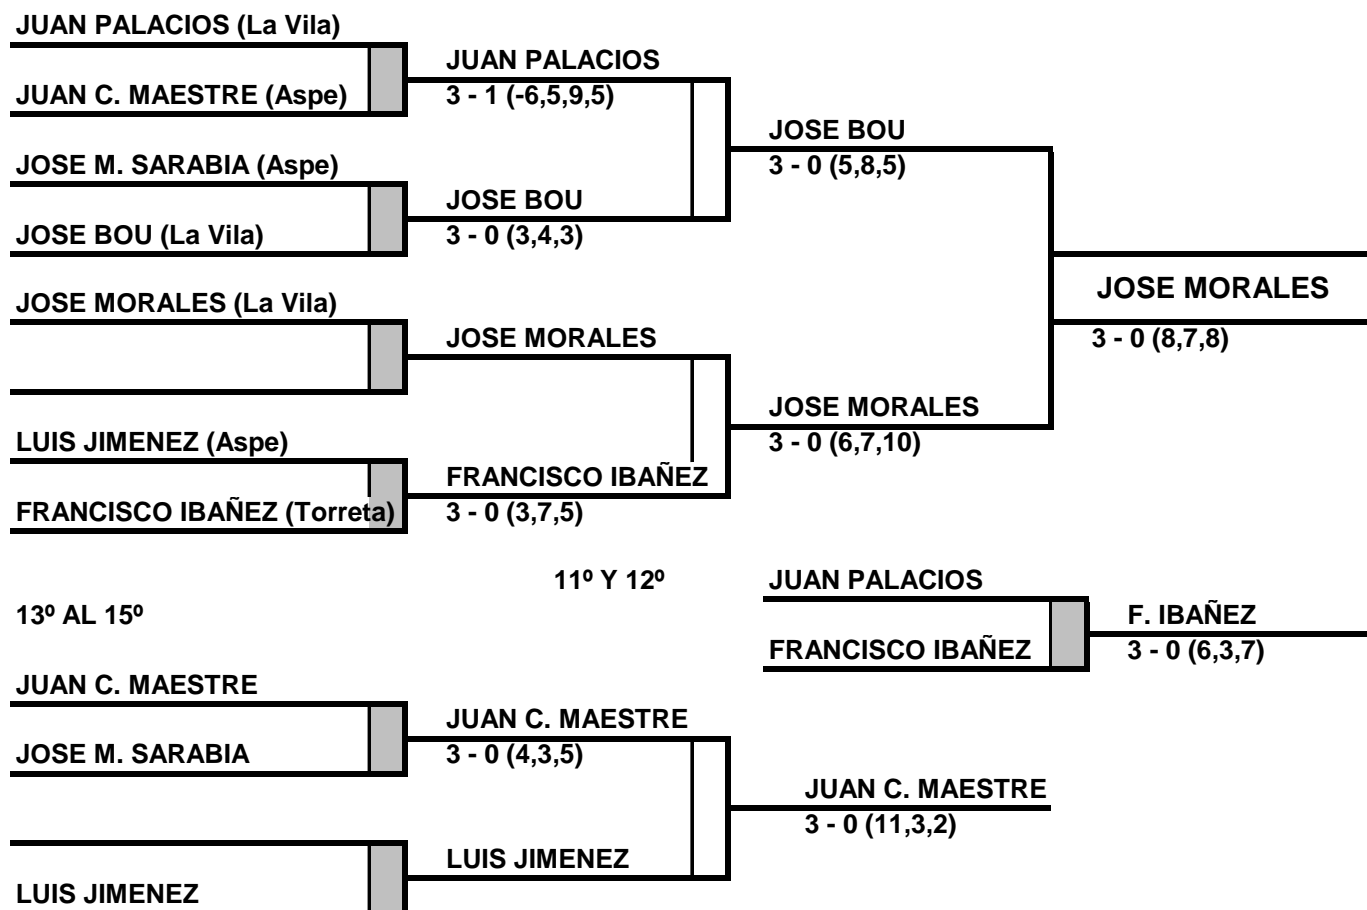 JUAN PALACIOS (La Vila)
JUAN PALACIOS
JUAN C. MAESTRE (Aspe)
3 - 1 (-6,5,9,5)
JOSE BOU
JOSE M. SARABIA (Aspe)
3 - 0 (5,8,5)
JOSE BOU
JOSE BOU (La Vila)
3 - 0 (3,4,3)
JOSE MORALES
JOSE MORALES (La Vila)
JOSE MORALES
3 - 0 (8,7,8)
JOSE MORALES
LUIS JIMENEZ (Aspe)
3 - 0 (6,7,10)
FRANCISCO IBAÑEZ
FRANCISCO IBAÑEZ (Torreta)
3 - 0 (3,7,5)
11º Y 12º
JUAN PALACIOS
13º AL 15º
F. IBAÑEZ
FRANCISCO IBAÑEZ
3 - 0 (6,3,7)
JUAN C. MAESTRE
JUAN C. MAESTRE
JOSE M. SARABIA
3 - 0 (4,3,5)
JUAN C. MAESTRE
3 - 0 (11,3,2)
LUIS JIMENEZ
LUIS JIMENEZ